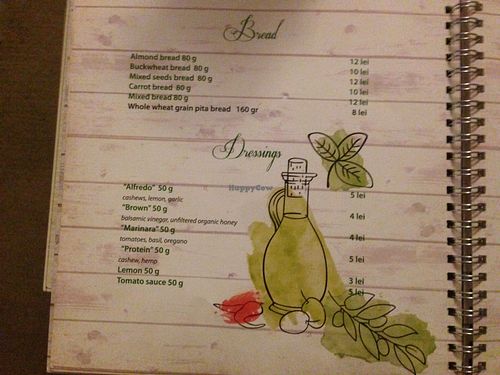 Bread
Almond bread 80 g 12 lei
Buckwheat bread 80 g 10 lei
Mixed seeds bread 80 g 12 lei
Carrot bread 80 g 10 lei
Mixed bread 80 g 12 lei
Whole wheat grain pita bread 160 gr 8 lei
Dressings
HappyCow
"Alfredo" 50 g 5 lei
cashews, lemon, garlic
"Brown" 50 g 4 lei
balsamic vinegar, unfiltered organic honey
"Marinara" 50 g 4 lei
tomatoes, basil, oregano
"Protein" 50 g 5 lei
cashew, hemp
Lemon 50 g 3 lei
Tomato sauce 50 g 5 lei